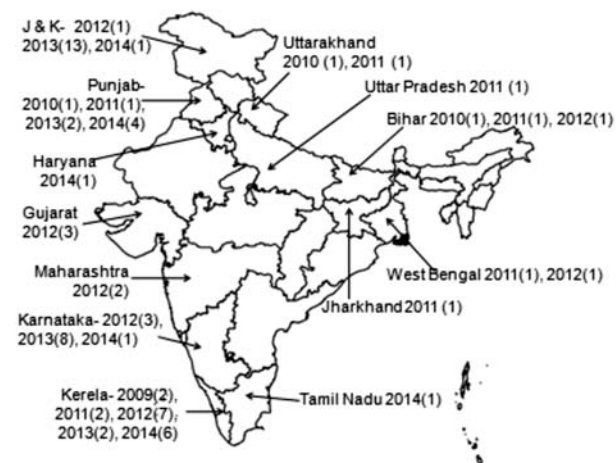 J & K- 2012(1)
2013(13), 2014(1)
Uttarakhand
2010 (1), 2011 (1)
Punjab-
2010(1), 2011(1),
2013(2), 2014(4)
Uttar Pradesh 2011 (1)
Bihar 2010(1), 2011(1), 2012(1)
Haryana
2014(1)
Gujarat
2012(3)
West Bengal 2011(1), 2012(1)
Maharashtra
2012(2)
Jharkhand 2011 (1)
Karnataka- 2012(3),
2013(8), 2014(1)
Kerela- 2009(2),
2011(2), 2012(7),
2013(2), 2014(6)
Tamil Nadu 2014(1)